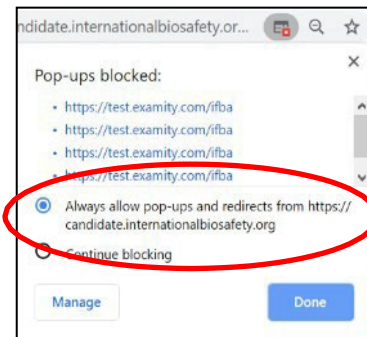 ndidate.internationalbiosafety.or...
Pop-ups blocked:
https://test.examity.com/ifba
https://test.examity.com/ifba
https://test.examity.com/ifba
https://test.examity.com/ifba
Always allow pop-ups and redirects from https://
candidate.internationalbiosafety.org
Continue blocking
Manage
Done